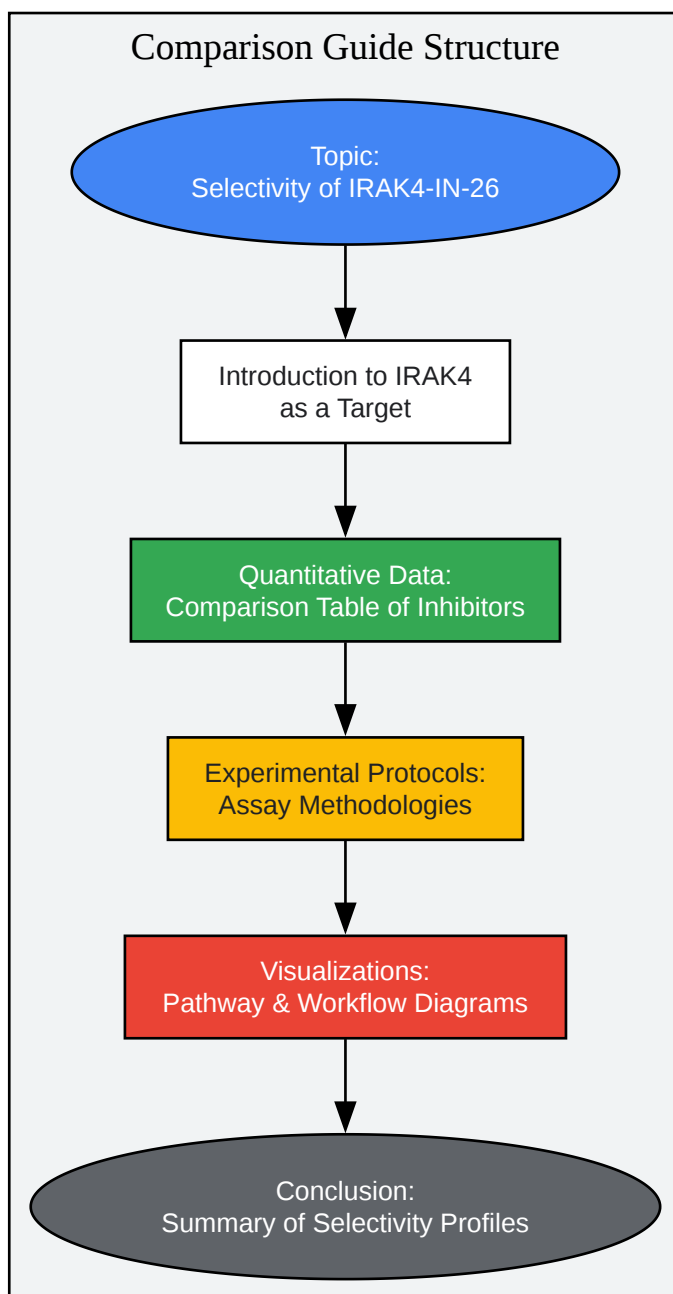 Comparison Guide Structure
Topic:
Selectivity of IRAK4-IN-26
Introduction to IRAK4
as a Target
Quantitative Data:
Comparison Table of Inhibitors
Experimental Protocols:
Assay Methodologies
Visualizations:
Pathway & Workflow Diagrams
Conclusion:
Summary of Selectivity Profiles